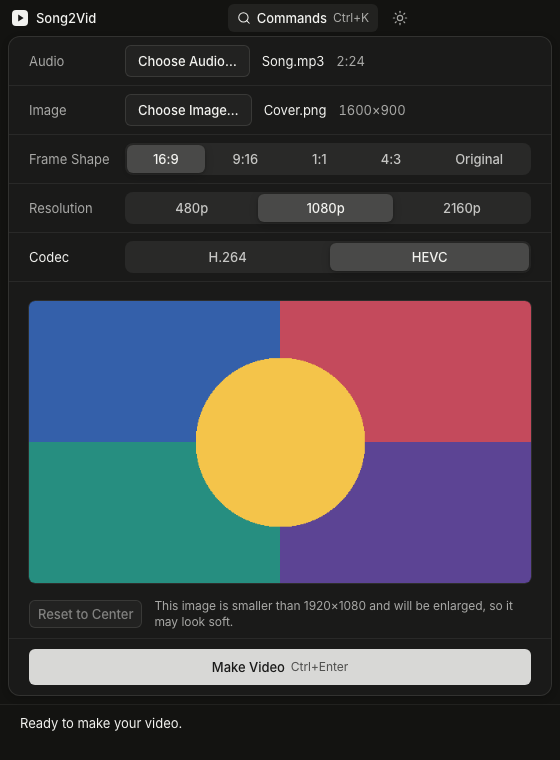 Song2Vid
Commands Ctrl+K
Audio
Choose Audio...
Song.mp3 2:24
Image
Choose Image...
Cover.png 1600×900
Frame Shape
16:9 9:16 1:1 4:3 Original
Resolution
480p 1080p 2160p
Codec
H.264 HEVC
Reset to Center
This image is smaller than 1920×1080 and will be enlarged, so it
may look soft.
Make Video Ctrl+Enter
Ready to make your video.